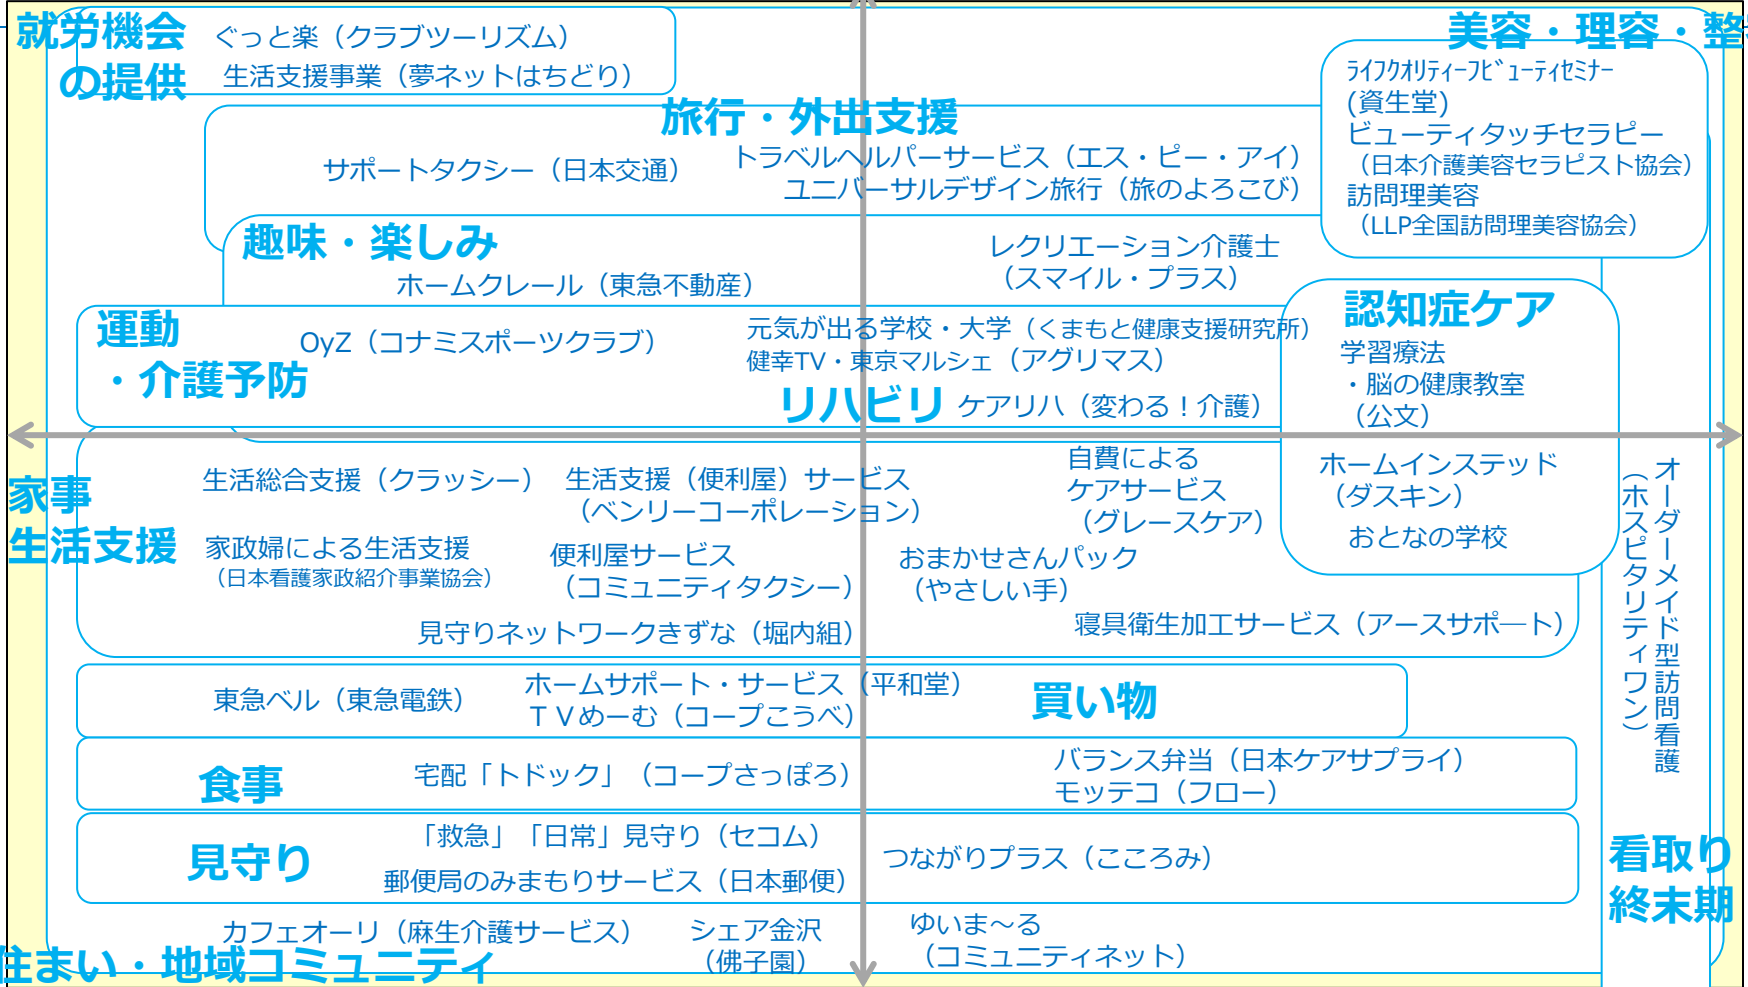 就労機会
の提供
ぐっと楽（クラブツーリズム）
生活支援事業（夢ネットはちどり）
美容・理容・整
ﾗｲﾌｸｵﾘﾃｨｰﾌﾋﾞｭｰﾃｨｾﾐﾅｰ
(資生堂)
ビューティタッチセラピー
（日本介護美容セラピスト協会）
訪問理美容
（LLP全国訪問理美容協会）
旅行・外出支援
サポートタクシー（日本交通）
トラベルヘルパーサービス（エス・ピー・アイ）
ユニバーサルデザイン旅行（旅のよろこび）
趣味・楽しみ
ホームクレール（東急不動産）
レクリエーション介護士
（スマイル・プラス）
運動
・介護予防
OyZ（コナミスポーツクラブ）
元気が出る学校・大学（くまもと健康支援研究所）
健幸TV・東京マルシェ（アグリマス）
リハビリ
ケアリハ（変わる！介護）
認知症ケア
学習療法
・脳の健康教室
（公文）
ホームインステッド
（ダスキン）
おとなの学校
家事
生活支援
生活総合支援（クラッシー）
生活支援（便利屋）サービス
（ベンリーコーポレーション）
自費による
ケアサービス
（グレースケア）
家政婦による生活支援
（日本看護家政紹介事業協会）
便利屋サービス
（コミュニティタクシー）
おまかせさんパック
（やさしい手）
見守りネットワークきずな（堀内組）
寝具衛生加工サービス（アースサポ―ト）
オーダーメイド型訪問看護
（ホスピタリティワン）
東急ベル（東急電鉄）
ホームサポート・サービス（平和堂）
ＴＶめーむ（コープこうべ）
買い物
食事
宅配「トドック」（コープさっぽろ）
バランス弁当（日本ケアサプライ）
モッテコ（フロー）
見守り
「救急」「日常」見守り（セコム）
郵便局のみまもりサービス（日本郵便）
つながりプラス（こころみ）
看取り
終末期
カフェオーリ（麻生介護サービス）
シェア金沢
（佛子園）
ゆいま～る
（コミュニティネット）
住まい・地域コミュニティ